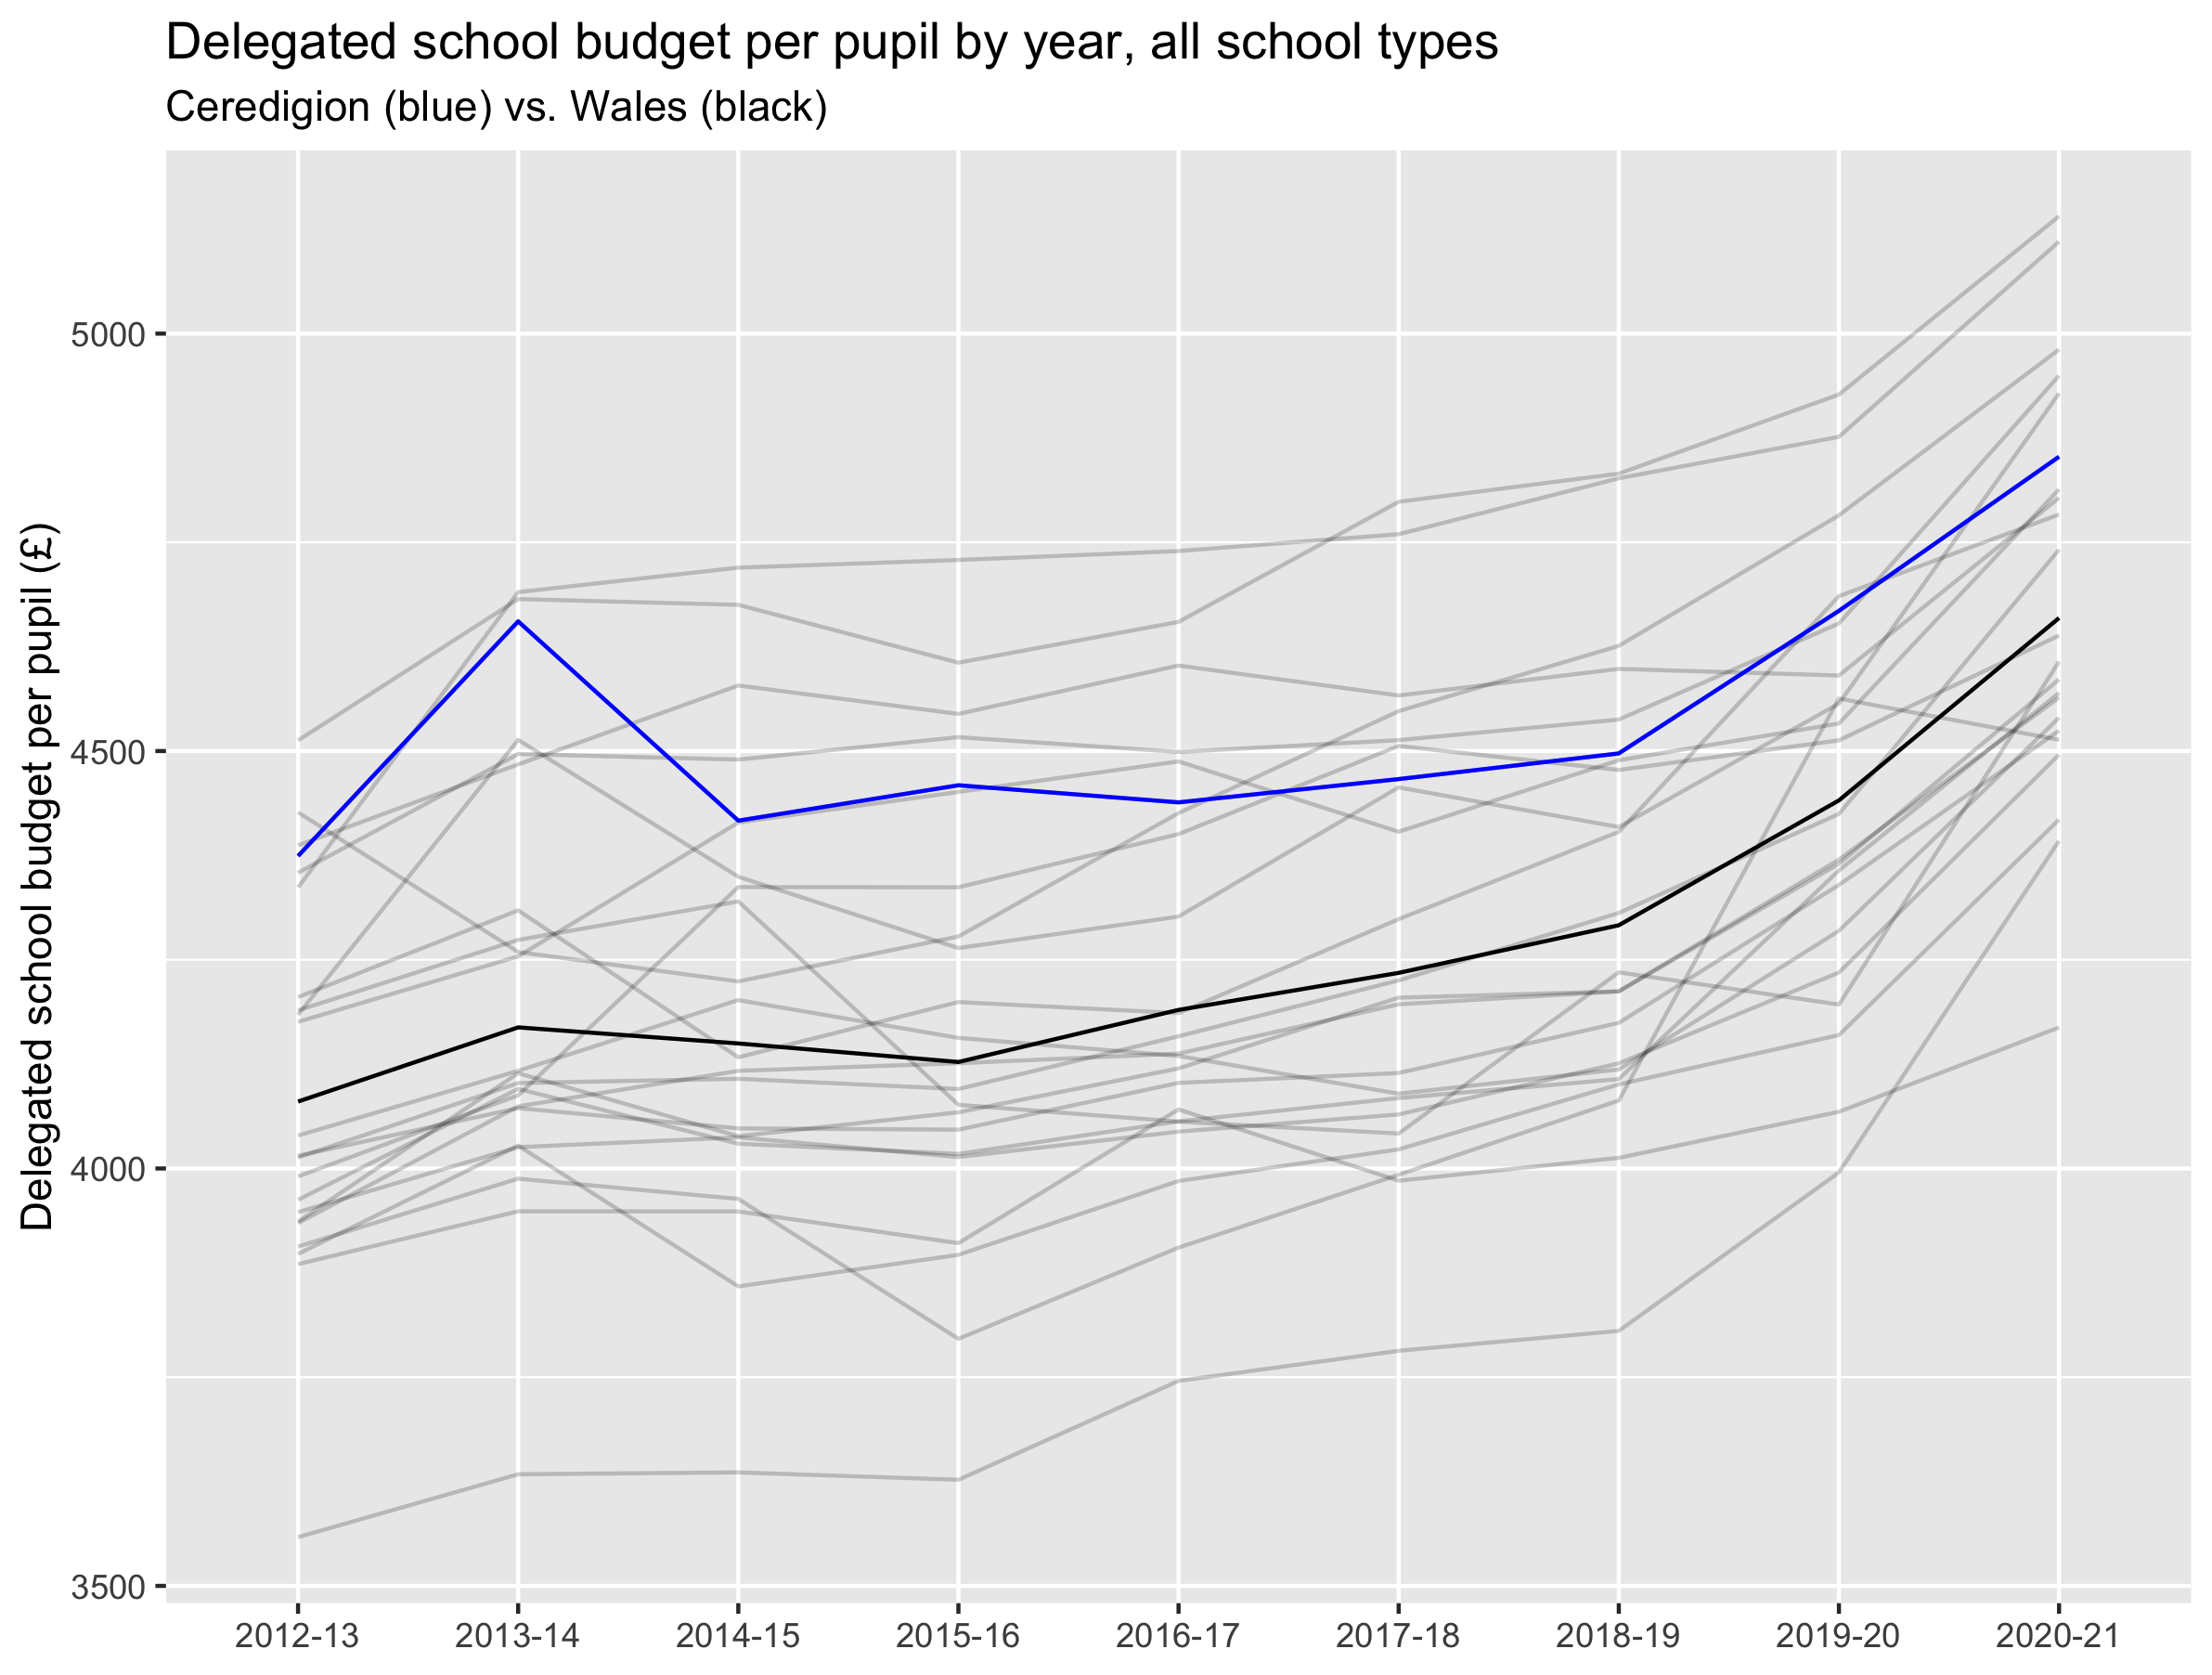 Delegated school budget per pupil by year, all school types
Ceredigion (blue) vs. Wales (black)
Delegated school budget per pupil (£)
5000
4500
4000
3500
2012-13 2013-14 2014-15 2015-16 2016-17 2017-18 2018-19 2019-20 2020-21